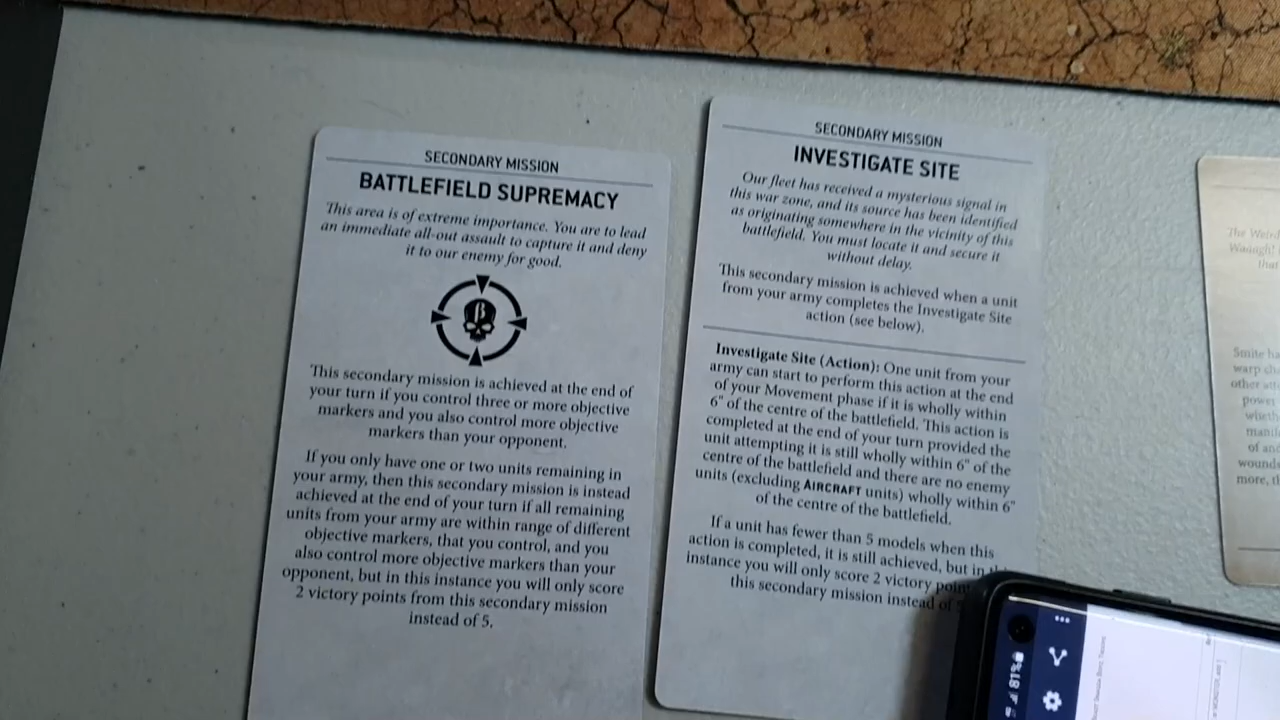 SECONDARY MISSION
BATTLEFIELD SUPREMACY
This area is of extreme importance. You are to lead
an immediate all-out assault to capture it and deny
it to our enemy for good.
This secondary mission is achieved at the end of
your turn if you control three or more objective
markers and you also control more objective
markers than your opponent.
If you only have one or two units remaining in
your army, then this secondary mission is instead
achieved at the end of your turn if all remaining
units from your army are within range of different
objective markers, that you control, and you
also control more objective markers than your
opponent, but in this instance you will only score
2 victory points from this secondary mission
instead of 5.
SECONDARY MISSION
INVESTIGATE SITE
Our fleet has received a mysterious signal in
this war zone, and its source has been identified
as originating somewhere in the vicinity of this
battlefield. You must locate it and secure it
without delay.
This secondary mission is achieved when a unit
from your army completes the Investigate Site
action (see below).
Investigate Site (Action): One unit from your
army can start to perform this action at the end
of your Movement phase if it is wholly within
6" of the centre of the battlefield. This action is
completed at the end of your turn provided the
unit attempting it is still wholly within 6" of the
centre of the battlefield and there are no enemy
units (excluding AIRCRAFT units) wholly within 6"
of the centre of the battlefield.
If a unit has fewer than 5 models when this
action is completed, it is still achieved, but in
instance you will only score 2 victory
this secondary mission instead of
The Weird
Waaagh!
that
Smite ha
warp
other
power
of and
wound
more,
81%